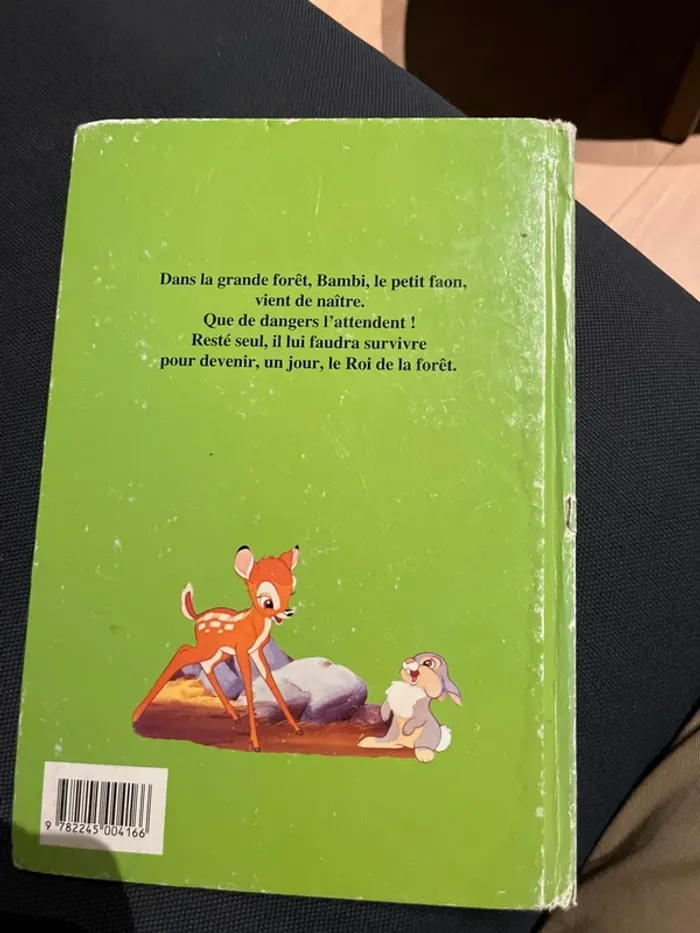 Dans la grande forêt, Bambi, le petit faon,
vient de naître.
Que de dangers l'attendent !
Resté seul, il lui faudra survivre
pour devenir, un jour, le Roi de la forêt.
9 782245 004166